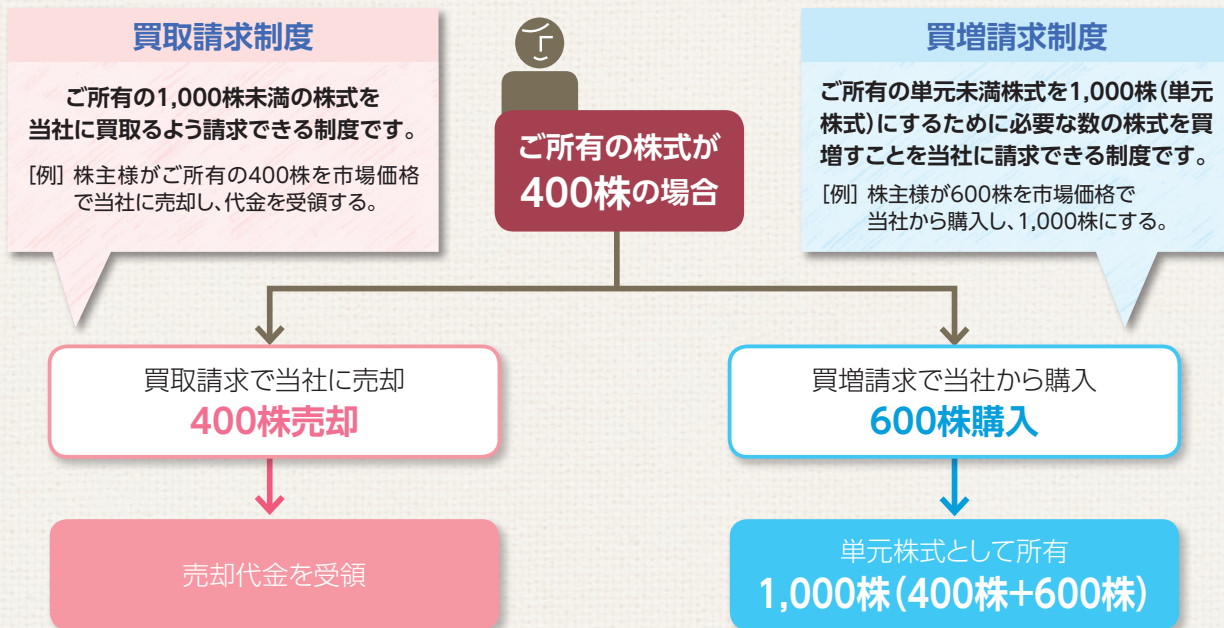 買取請求制度
ご所有の1,000株未満の株式を
当社に買取るよう請求できる制度です。
[例] 株主様がご所有の400株を市場価格
で当社に売却し、代金を受領する。
ご所有の株式が
400株の場合
買増請求制度
ご所有の単元未満株式を1,000株(単元
株式)にするために必要な数の株式を買
増すことを当社に請求できる制度です。
[例] 株主様が600株を市場価格で
当社から購入し、1,000株にする。
買取請求で当社に売却
400株売却
売却代金を受領
買増請求で当社から購入
600株購入
単元株式として所有
1,000株(400株+600株)